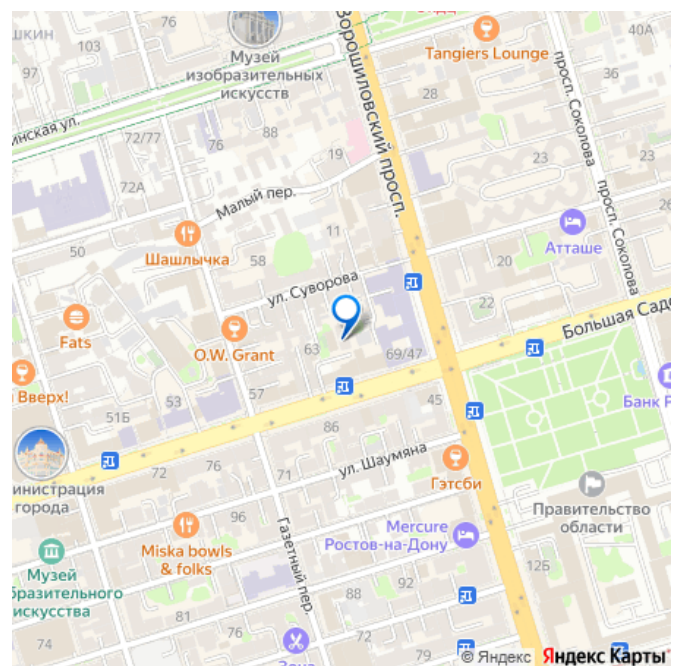 шкин
76
103
97
Музей
изобразительных
искусств
Tangiers Lounge
40А
36
28
Ворошиловский просп.
просп. Соколова
инская ул.
72/77
76
88
19
23
23
72А
Малый пер.
просп. Соколова
26
50
Шашлычка
58
11
Атташе
20
ул. Суворова
22
Fats
O.W. Grant
63
69/47
Большая Садо
Вверх!
57
53
51Б
45
Банк Р
86
72
76
71
ул. Шаумяна
Гэтсби
министрация
города
96
Газетный пер.
Правительство
области
Miska bowls
& folks
Mercure
Ростов-на-Дону
Музей
бразительного
искусства
88
92
12Б
81
74
72
79
© Яндекс
Яндекс Карты